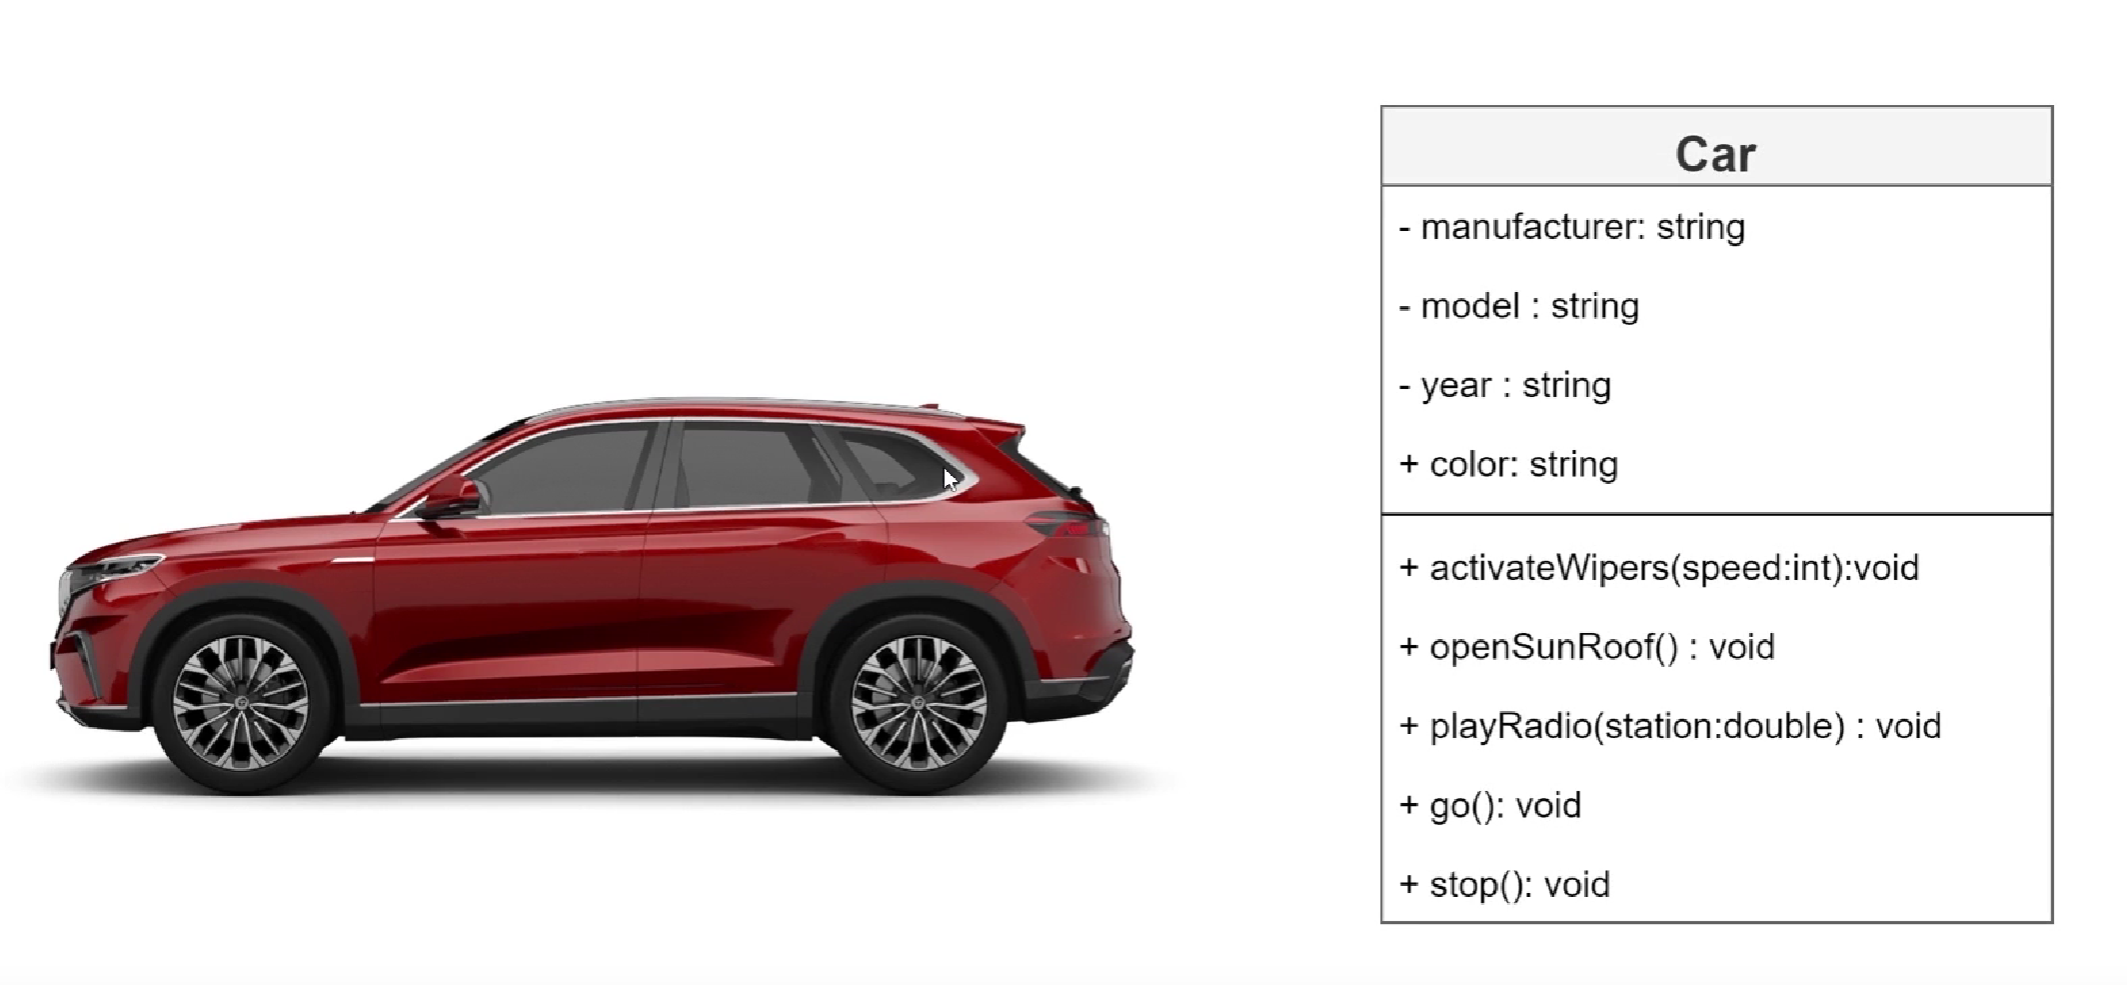 Car
- manufacturer: string
- model : string
- year : string
+ color: string
+ activateWipers(speed:int):void
+ openSunRoof() : void
+ playRadio(station:double) : void
+ go(): void
+ stop(): void